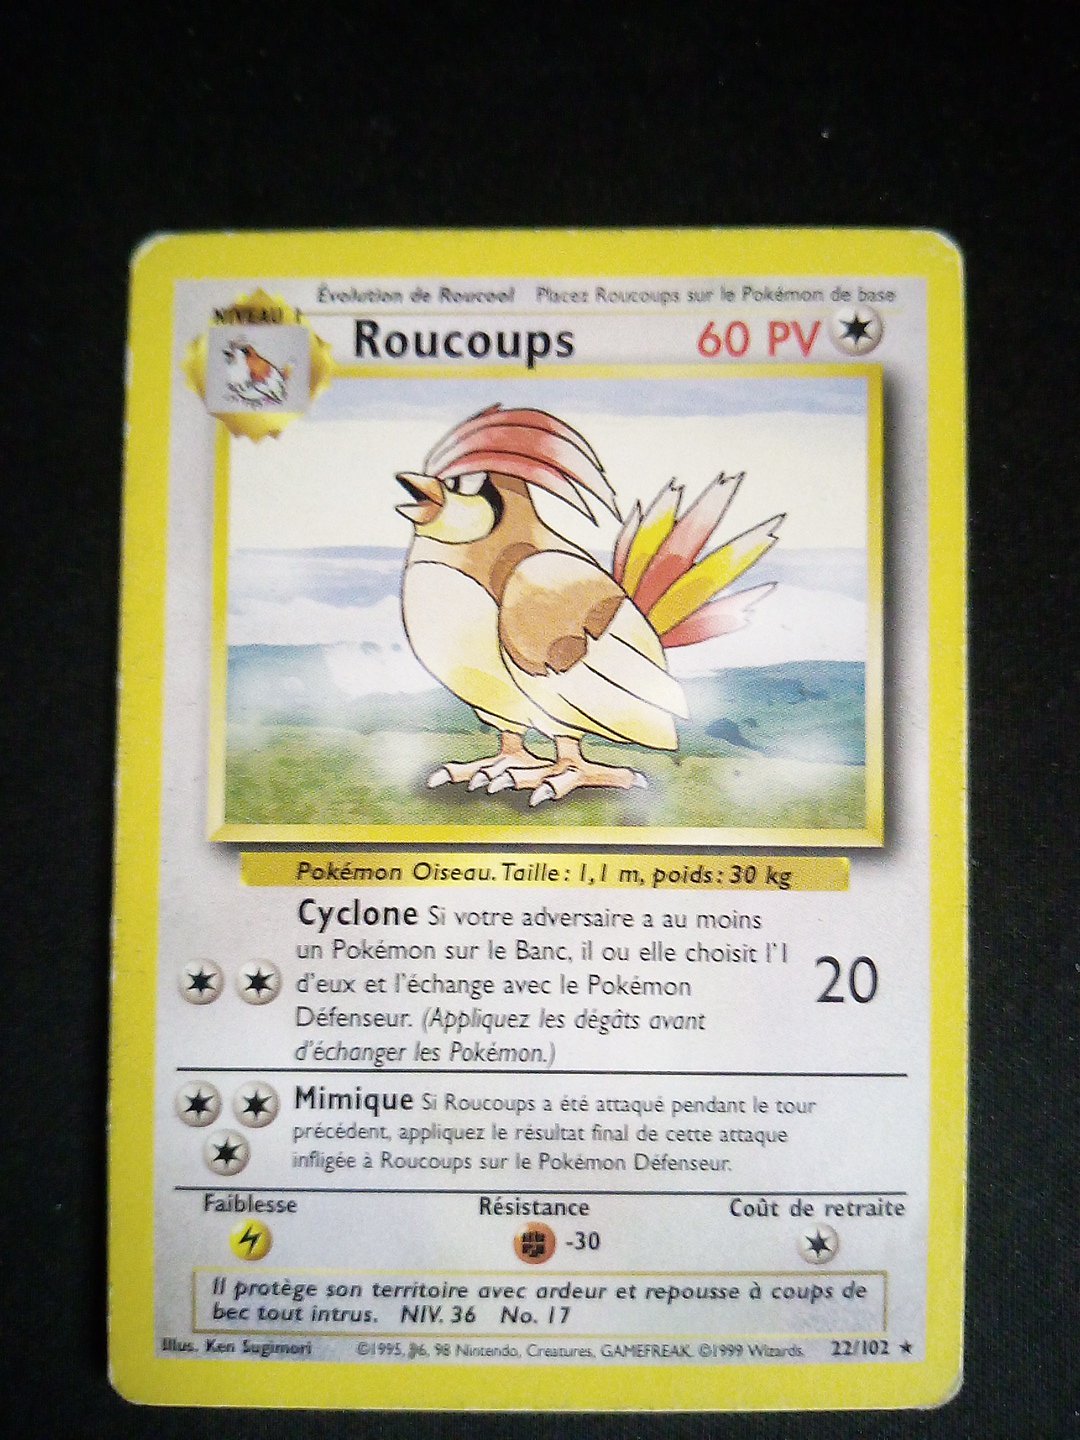 Évolution de Roucool Placez Roucoups sur le Pokémon de base
NIVEAU 1
Roucoups 60 PV
Pokémon Oiseau. Taille: 1,1 m, poids: 30 kg
Cyclone Si votre adversaire a au moins
un Pokémon sur le Banc, il ou elle choisit l'1
d'eux et l'échange avec le Pokémon
Défenseur. (Appliquez les dégâts avant
d'échanger les Pokémon.)
20
Mimique Si Roucoups a été attaqué pendant le tour
précédent, appliquez le résultat final de cette attaque
infligée à Roucoups sur le Pokémon Défenseur.
Faiblesse Résistance Coût de retraite
-30
Il protège son territoire avec ardeur et repousse à coups de
bec tout intrus. NIV. 36 No. 17
Illus. Ken Sugimori ©1995, 96, 98 Nintendo, Creatures, GAMEFREAK. ©1999 Wizards. 22/102 ★